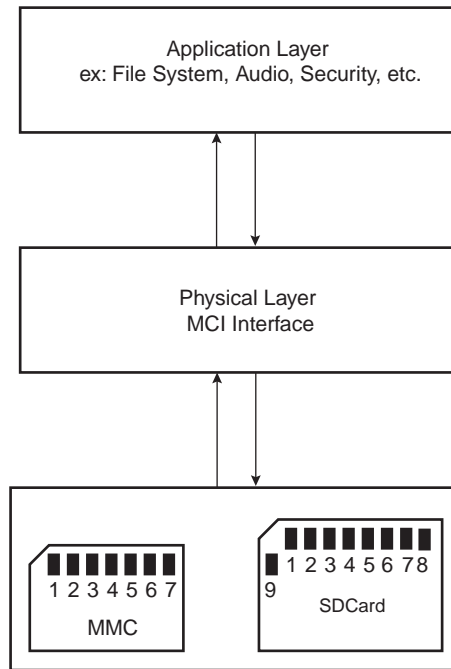 Application Layer
ex: File System, Audio, Security, etc.
Physical Layer
MCI Interface
1 2 3 4 5 6 7
MMC
1 2 3 4 5 6 7 8
9
SDCard